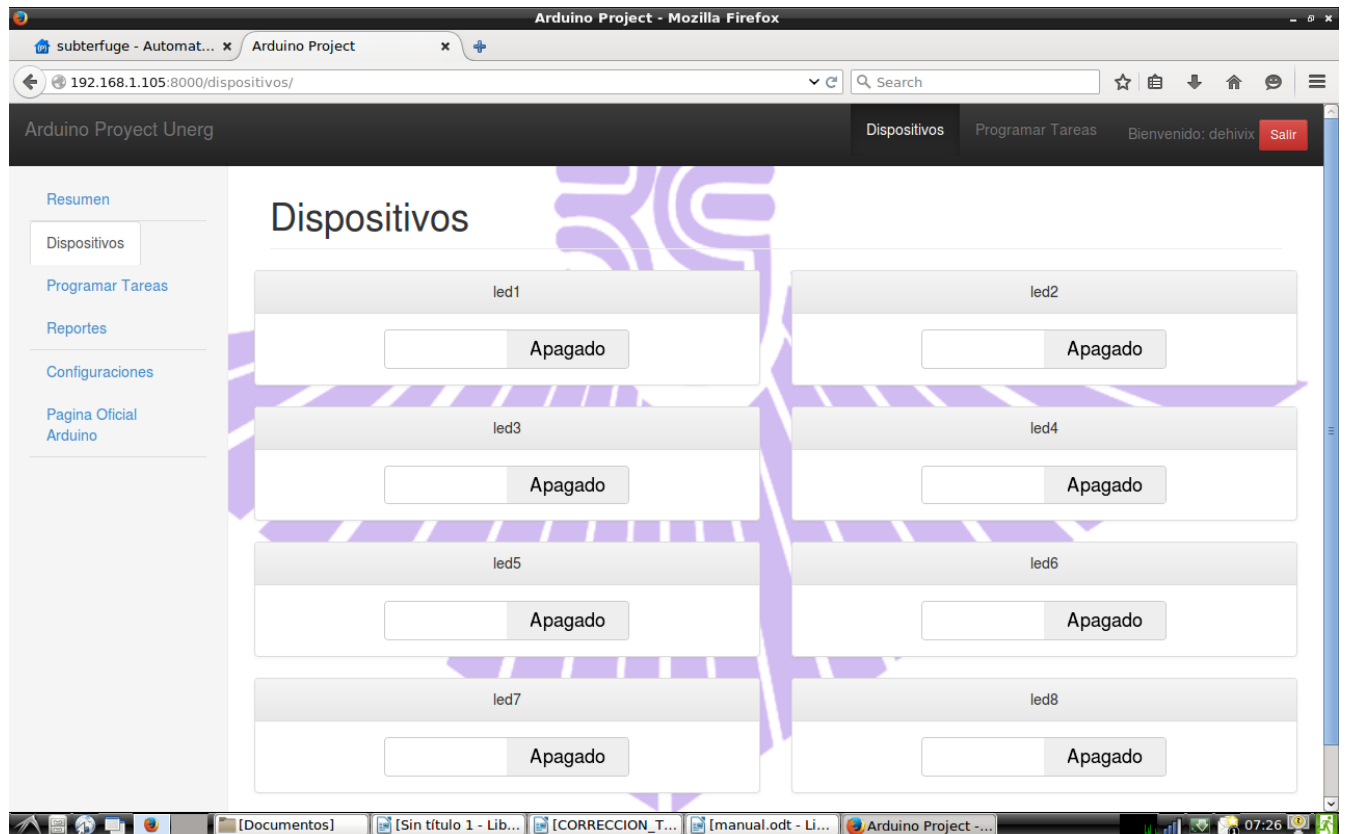 Arduino Project - Mozilla Firefox
subterfuge - Automat...
Arduino Project
192.168.1.105:8000/dispositivos/
Search
Arduino Proyect Unerg
Dispositivos
Programar Tareas
Bienvenido: dehivix
Salir
Resumen
Dispositivos
Programar Tareas
Reportes
Configuraciones
Pagina Oficial
Arduino
Dispositivos
led1
led2
Apagado
Apagado
led3
led4
Apagado
Apagado
led5
led6
Apagado
Apagado
led7
led8
Apagado
Apagado
[Documentos]
[Sin título 1 - Lib...
[CORRECCION_T...
[manual.odt - Li...
Arduino Project -...
07:26